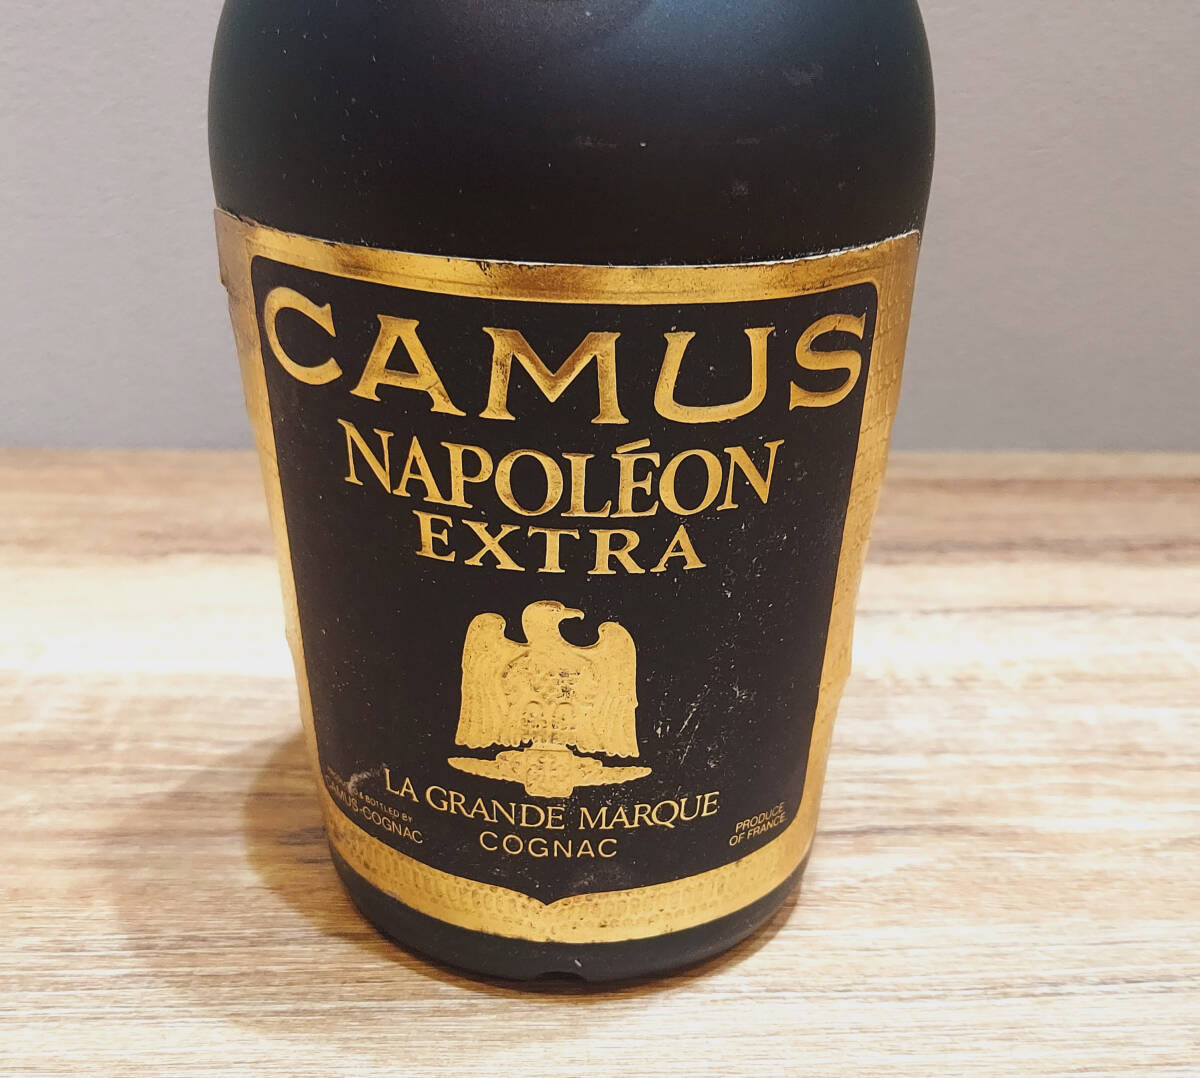 CAMUS
NAPOLÉON
EXTRA
LA GRANDE MARQUE
COGNAC
BOTTLED BY
CAMUS-COGNAC
PRODUCE
OF FRANCE